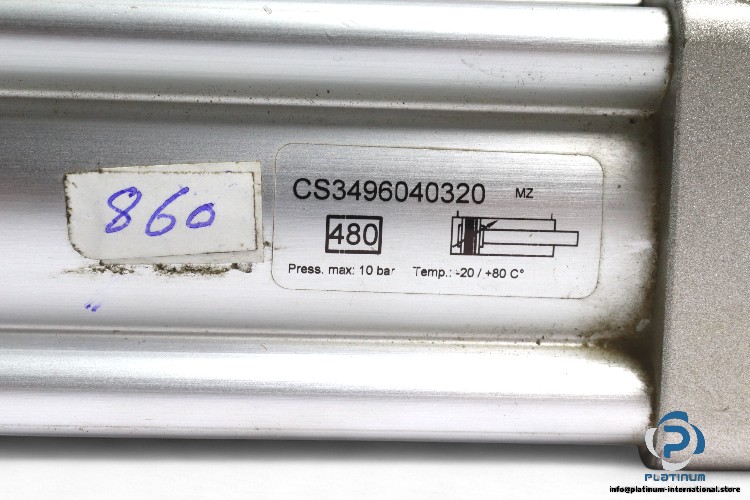 860
CS3496040320 MZ
480
Press. max: 10 bar Temp.: -20 / +80 C°
PLATINUM
info@platinum-international.store